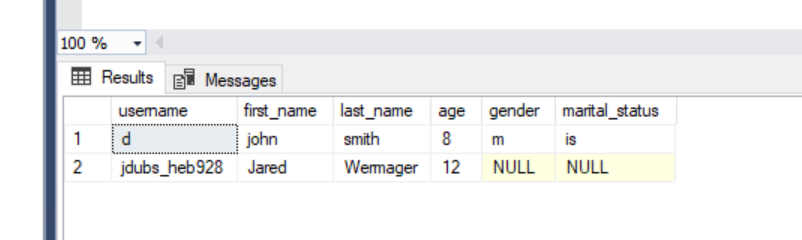 100 %
Results Messages
username first_name last_name age gender marital_status
1 d john smith 8 m is
2 jdubs_heb928 Jared Wermager 12 NULL NULL